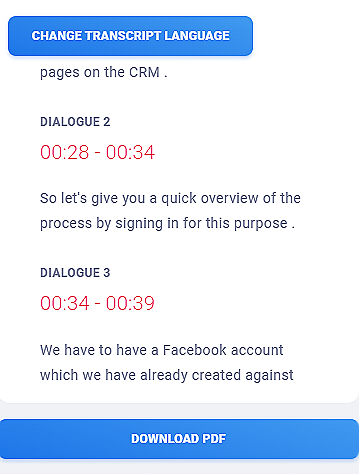 CHANGE TRANSCRIPT LANGUAGE
pages on the CRM .
DIALOGUE 2
00:28 - 00:34
So let's give you a quick overview of the
process by signing in for this purpose .
DIALOGUE 3
00:34 - 00:39
We have to have a Facebook account
which we have already created against
DOWNLOAD PDF